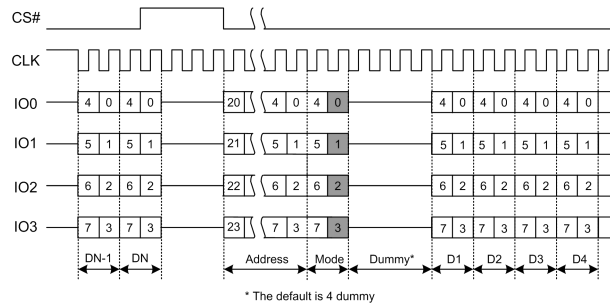 CS#
CLK
IO0 4 0 4 0 20 4 0 4 0 4 0 4 0 4 0 4 0
IO1 5 1 5 1 21 5 1 5 1 5 1 5 1 5 1 5 1
IO2 6 2 6 2 22 6 2 6 2 6 2 6 2 6 2 6 2
IO3 7 3 7 3 23 7 3 7 3 7 3 7 3 7 3 7 3
DN-1 DN Address Mode Dummy* D1 D2 D3 D4
* The default is 4 dummy